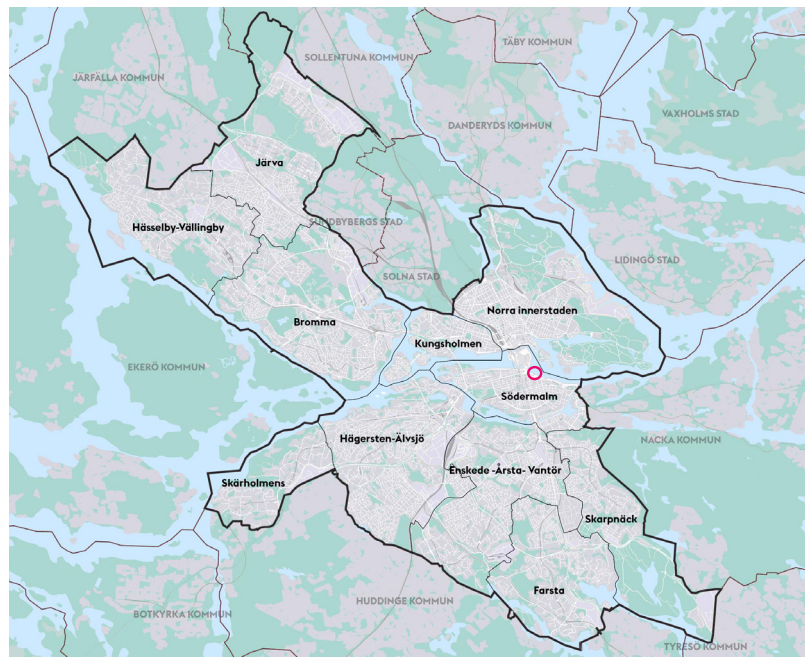 TÄBY KOMMUN
SOLLENTUNA KOMMUN
JÄRFÄLLA KOMMUN
VAXHOLMS STAD
DANDERYDS KOMMUN
Järva
SUNDBYBERGS STAD
Hässelby-Vällingby
LIDINGÖ STAD
SOLNA STAD
Norra innerstaden
Bromma
Kungsholmen
EKERÖ KOMMUN
Södermalm
Hägersten-Älvsjö
NACKA KOMMUN
Enskede -Årsta- Vantör
Skärholmens
Skarpnäck
Farsta
HUDDINGE KOMMUN
BOTKYRKA KOMMUN
TYRESÖ KOMMUN